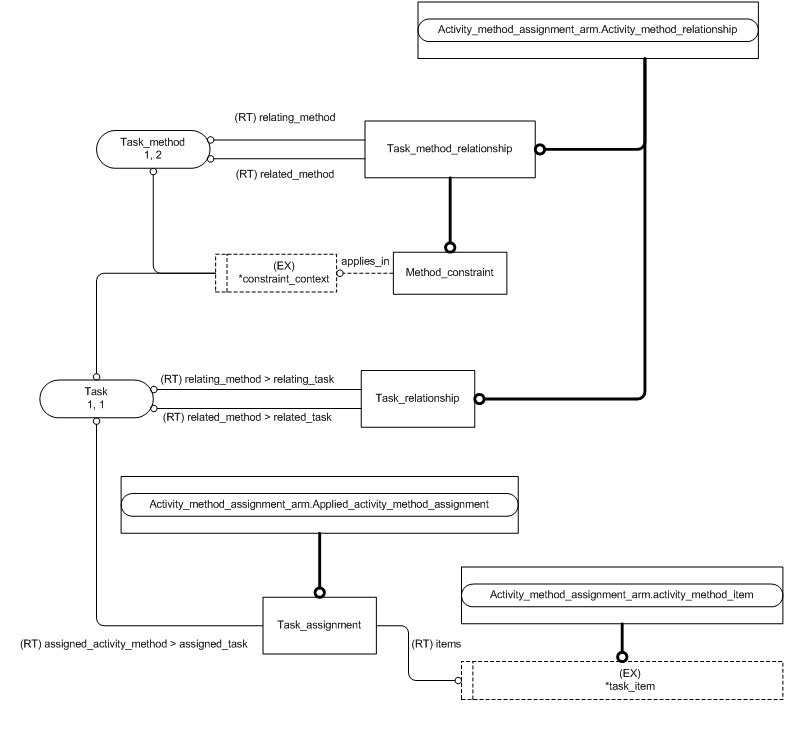 Activity_method_assignment_arm.Activity_method_relationship
(RT) relating_method
Task_method
1, 2
Task_method_relationship
(RT) related_method
applies_in
(EX)
*constraint_context
Method_constraint
(RT) relating_method > relating_task
Task
1, 1
Task_relationship
(RT) related_method > related_task
Activity_method_assignment_arm.Applied_activity_method_assignment
Activity_method_assignment_arm.activity_method_item
Task_assignment
(RT) assigned_activity_method > assigned_task
(RT) items
(EX)
*task_item